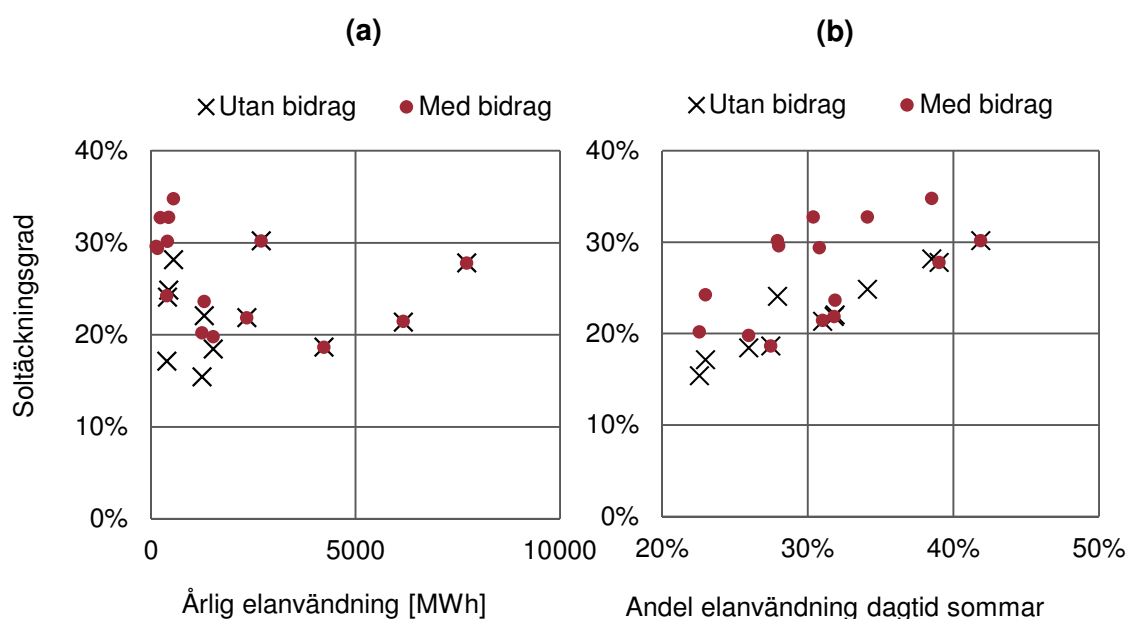 (a)
(b)
Utan bidrag Med bidrag
Utan bidrag Med bidrag
Soltäckningsgrad
40%
30%
20%
10%
0%
0 5000 10000
Årlig elanvändning [MWh]
40%
30%
20%
10%
0%
20% 30% 40% 50%
Andel elanvändning dagtid sommar